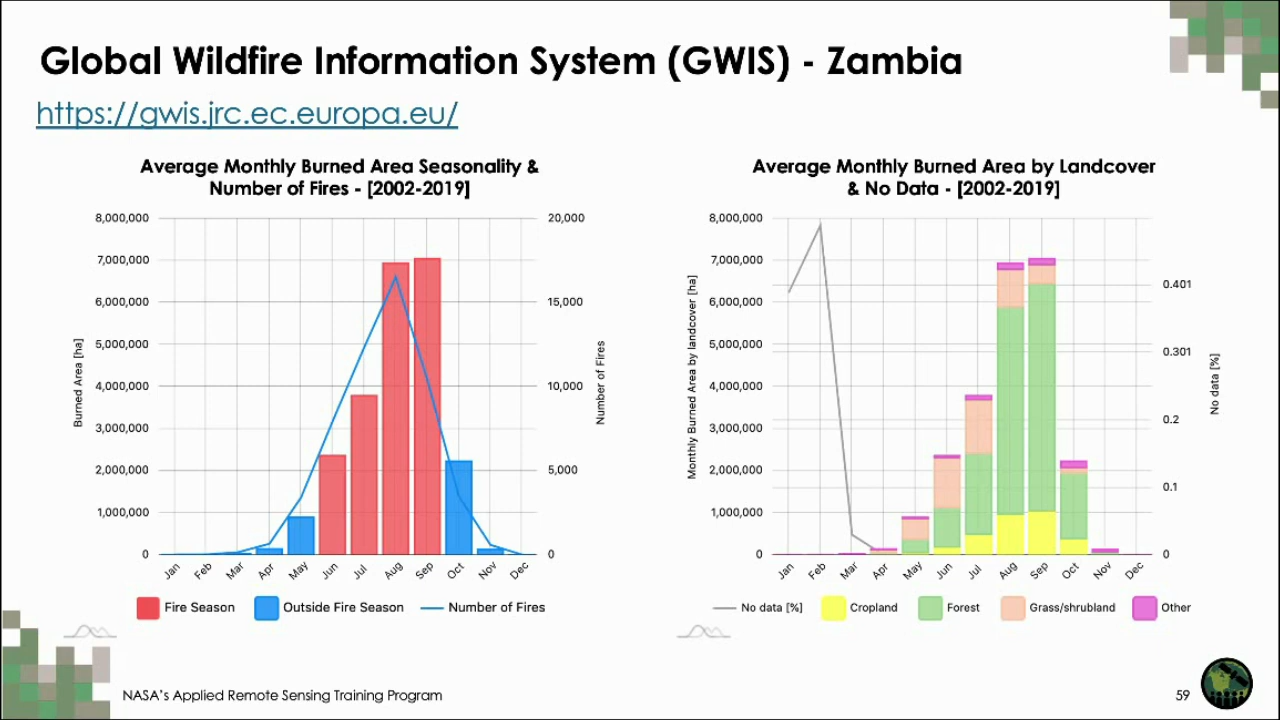 Global Wildfire Information System (GWIS) - Zambia
https://gwis.jrc.ec.europa.eu/
Average Monthly Burned Area Seasonality &
Number of Fires - [2002-2019]
8,000,000
7,000,000
6,000,000
5,000,000
4,000,000
3,000,000
2,000,000
1,000,000
0
Burned Area [ha]
20,000
15,000
10,000
5,000
0
Number of Fires
Jan Feb Mar Apr May Jun Jul Aug Sep Oct Nov Dec
Fire Season Outside Fire Season Number of Fires
Average Monthly Burned Area by Landcover
& No Data - [2002-2019]
8,000,000
7,000,000
6,000,000
5,000,000
4,000,000
3,000,000
2,000,000
1,000,000
0
Monthly Burned Area by landcover [ha]
0.401
0.301
0.2
0.1
0
No data [%]
Jan Feb Mar Apr May Jun Jul Aug Sep Oct Nov Dec
No data [%] Cropland Forest Grass/shrubland Other
NASA's Applied Remote Sensing Training Program
59